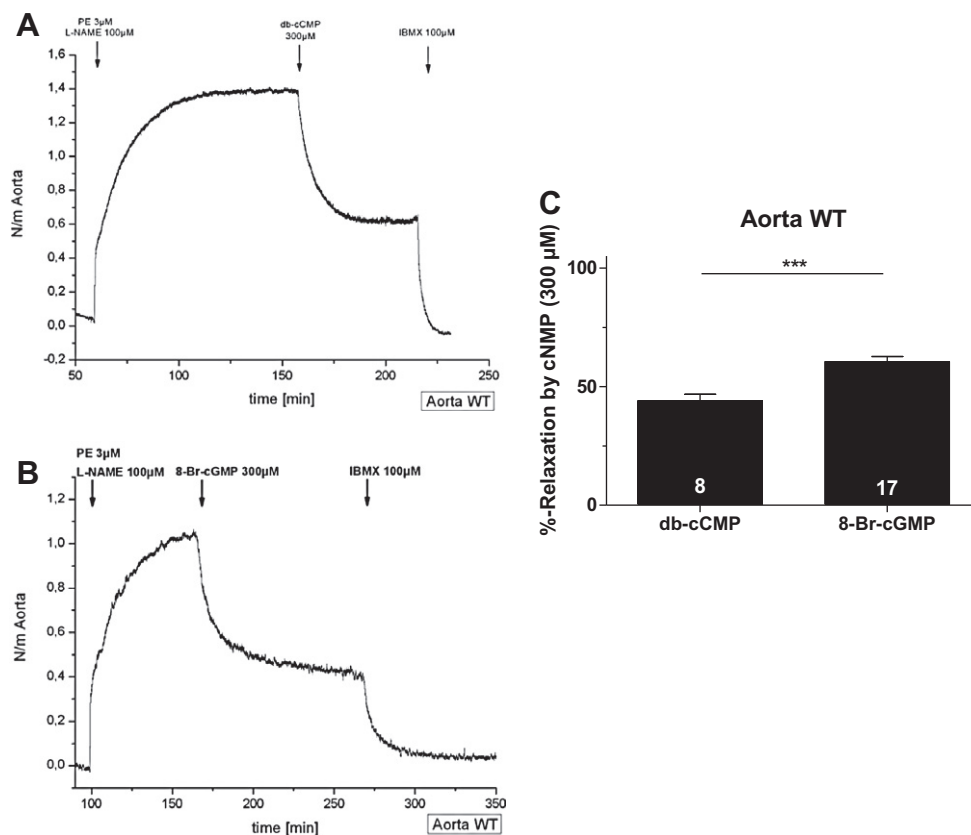 A
PE 3µM
L-NAME 100µM
db-cCMP
300µM
IBMX 100µM
1,6
1,4
1,2
1,0
0,8
0,6
0,4
0,2
0,0
-0,2
N/m Aorta
50
100
150
200
250
time [min]
Aorta WT
B
PE 3µM
L-NAME 100µM
8-Br-cGMP 300µM
IBMX 100µM
1,2
1,0
0,8
0,6
0,4
0,2
0,0
N/m Aorta
100
150
200
250
300
350
time [min]
Aorta WT
C
Aorta WT
%-Relaxation by cNMP (300 µM)
100
50
0
***
8
17
db-cCMP
8-Br-cGMP